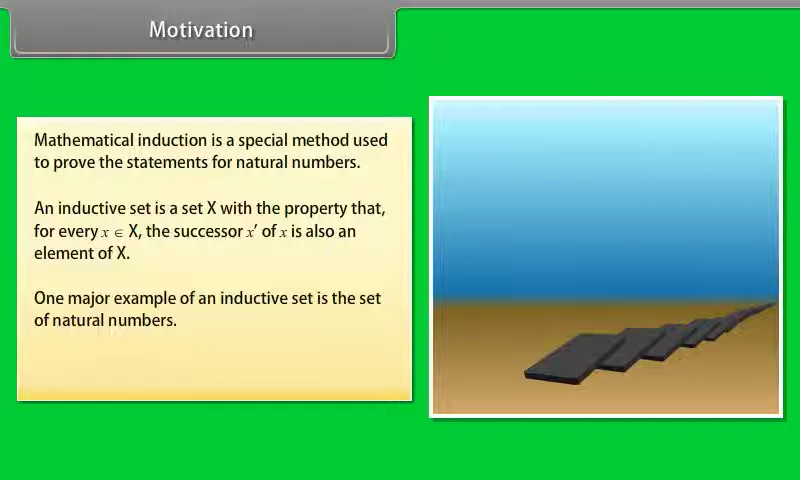 Motivation
Mathematical induction is a special method used
to prove the statements for natural numbers.
An inductive set is a set X with the property that,
for every x ∈ X, the successor x′ of x is also an
element of X.
One major example of an inductive set is the set
of natural numbers.